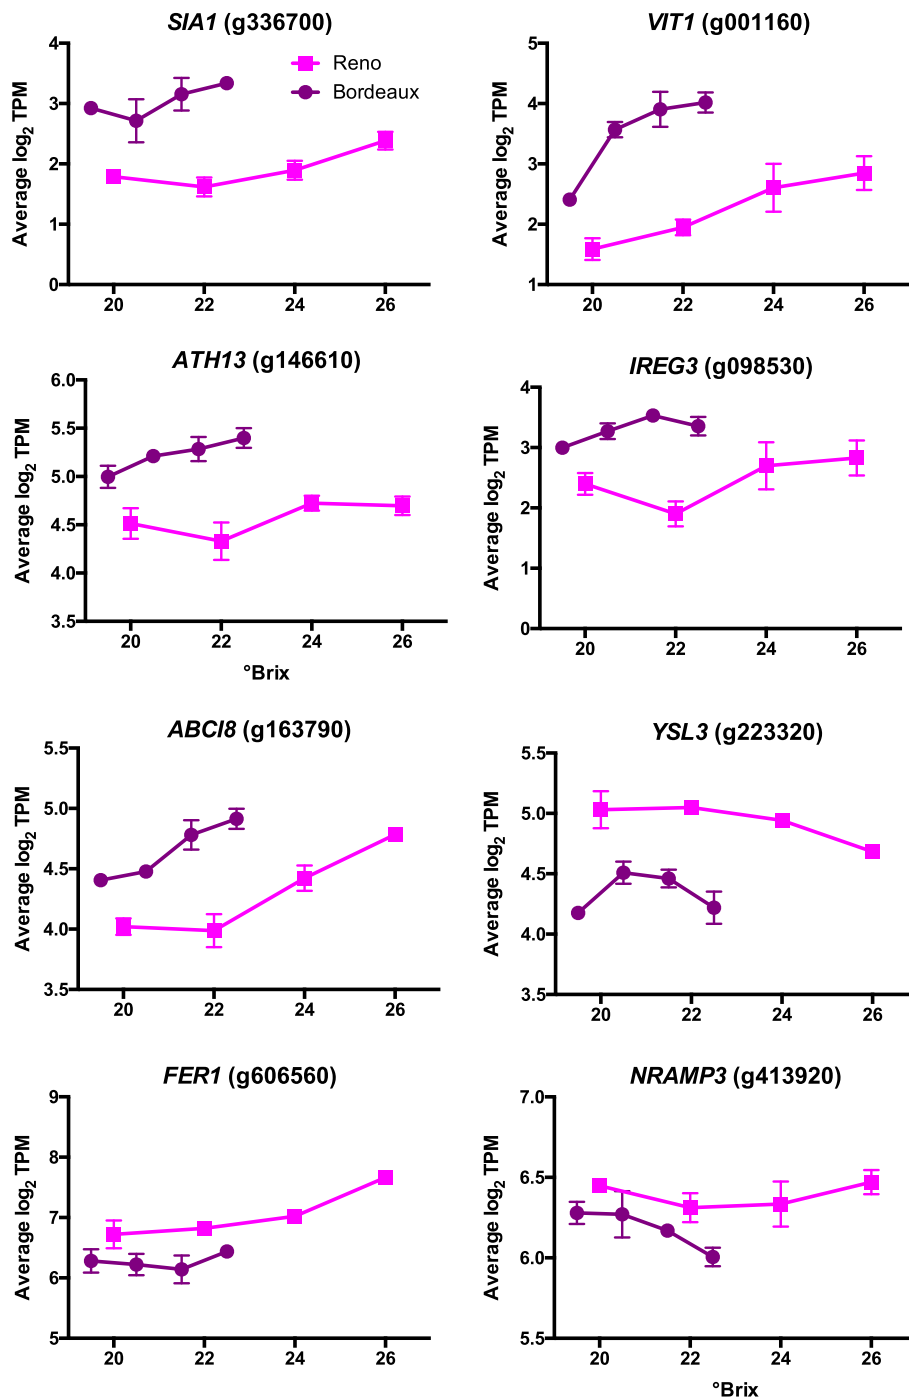 SIA1 (g336700)
Average log2 TPM
4
3
2
1
0
20 22 24 26
Reno
Bordeaux
VIT1 (g001160)
Average log2 TPM
5
4
3
2
1
20 22 24 26
ATH13 (g146610)
Average log2 TPM
6.0
5.5
5.0
4.5
4.0
3.5
20 22 24 26
°Brix
IREG3 (g098530)
Average log2 TPM
4
3
2
1
0
20 22 24 26
ABCI8 (g163790)
Average log2 TPM
5.5
5.0
4.5
4.0
3.5
20 22 24 26
YSL3 (g223320)
Average log2 TPM
5.5
5.0
4.5
4.0
3.5
20 22 24 26
FER1 (g606560)
Average log2 TPM
9
8
7
6
5
20 22 24 26
NRAMP3 (g413920)
Average log2 TPM
7.0
6.5
6.0
5.5
20 22 24 26
°Brix